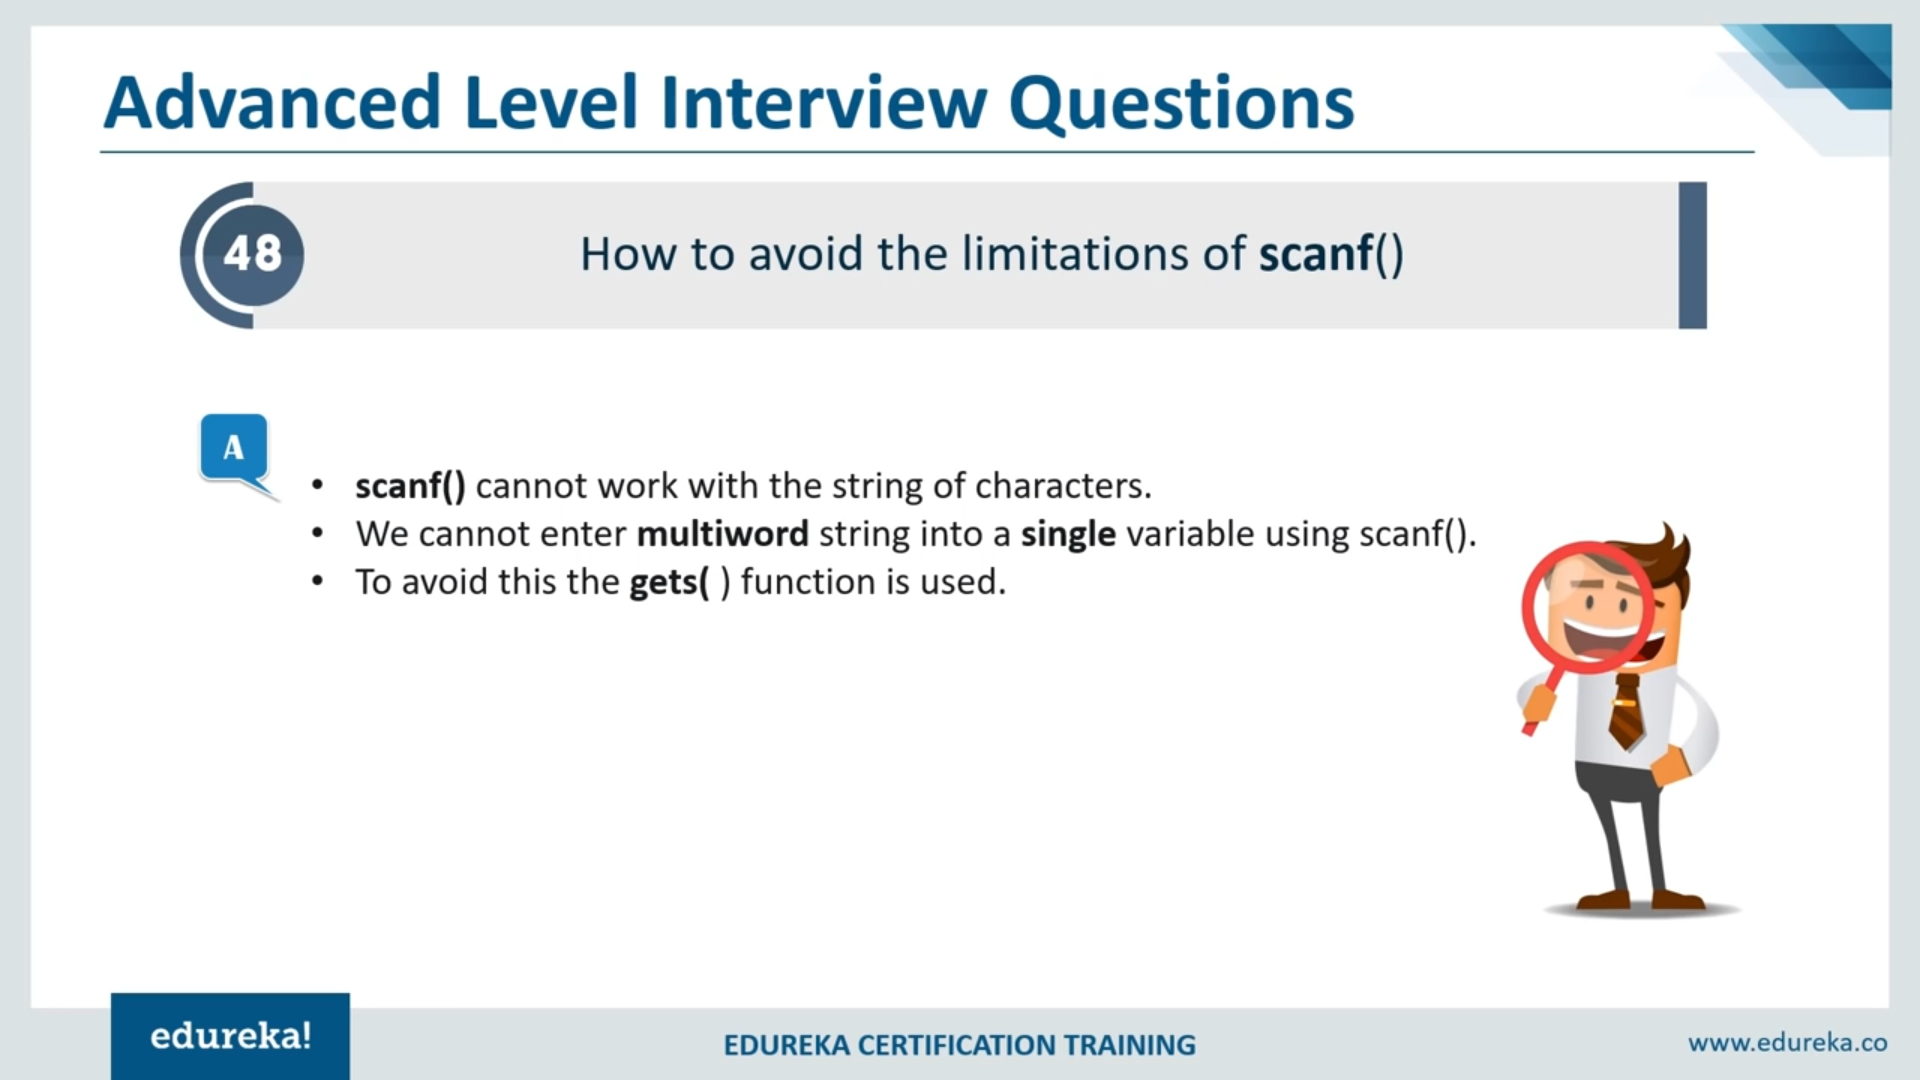 Advanced Level Interview Questions
48
How to avoid the limitations of scanf()
A
• scanf() cannot work with the string of characters.
• We cannot enter multiword string into a single variable using scanf().
• To avoid this the gets( ) function is used.
edureka!
EDUREKA CERTIFICATION TRAINING
www.edureka.co